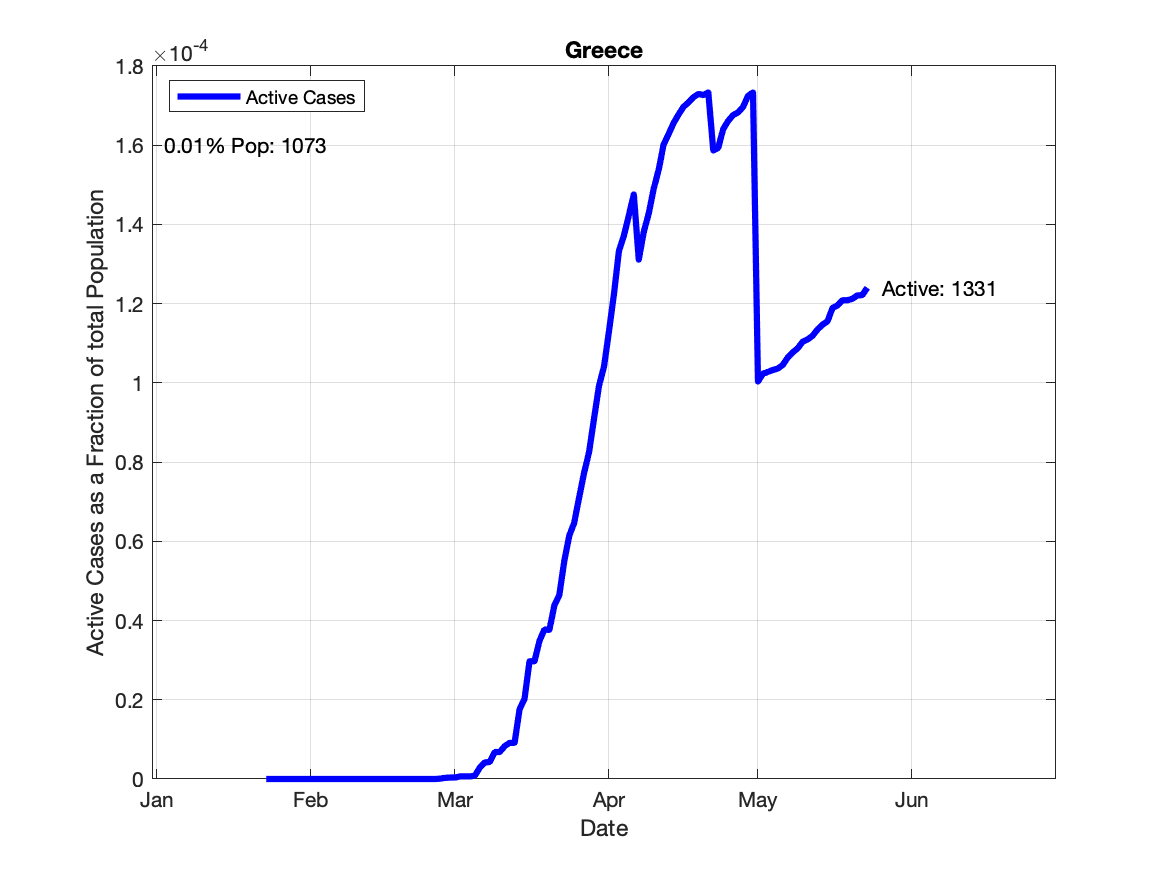 Greece
×10-4
1.8
1.6
1.4
1.2
1
0.8
0.6
0.4
0.2
0
Active Cases as a Fraction of total Population
Active Cases
0.01% Pop: 1073
Active: 1331
Jan Feb Mar Apr May Jun
Date